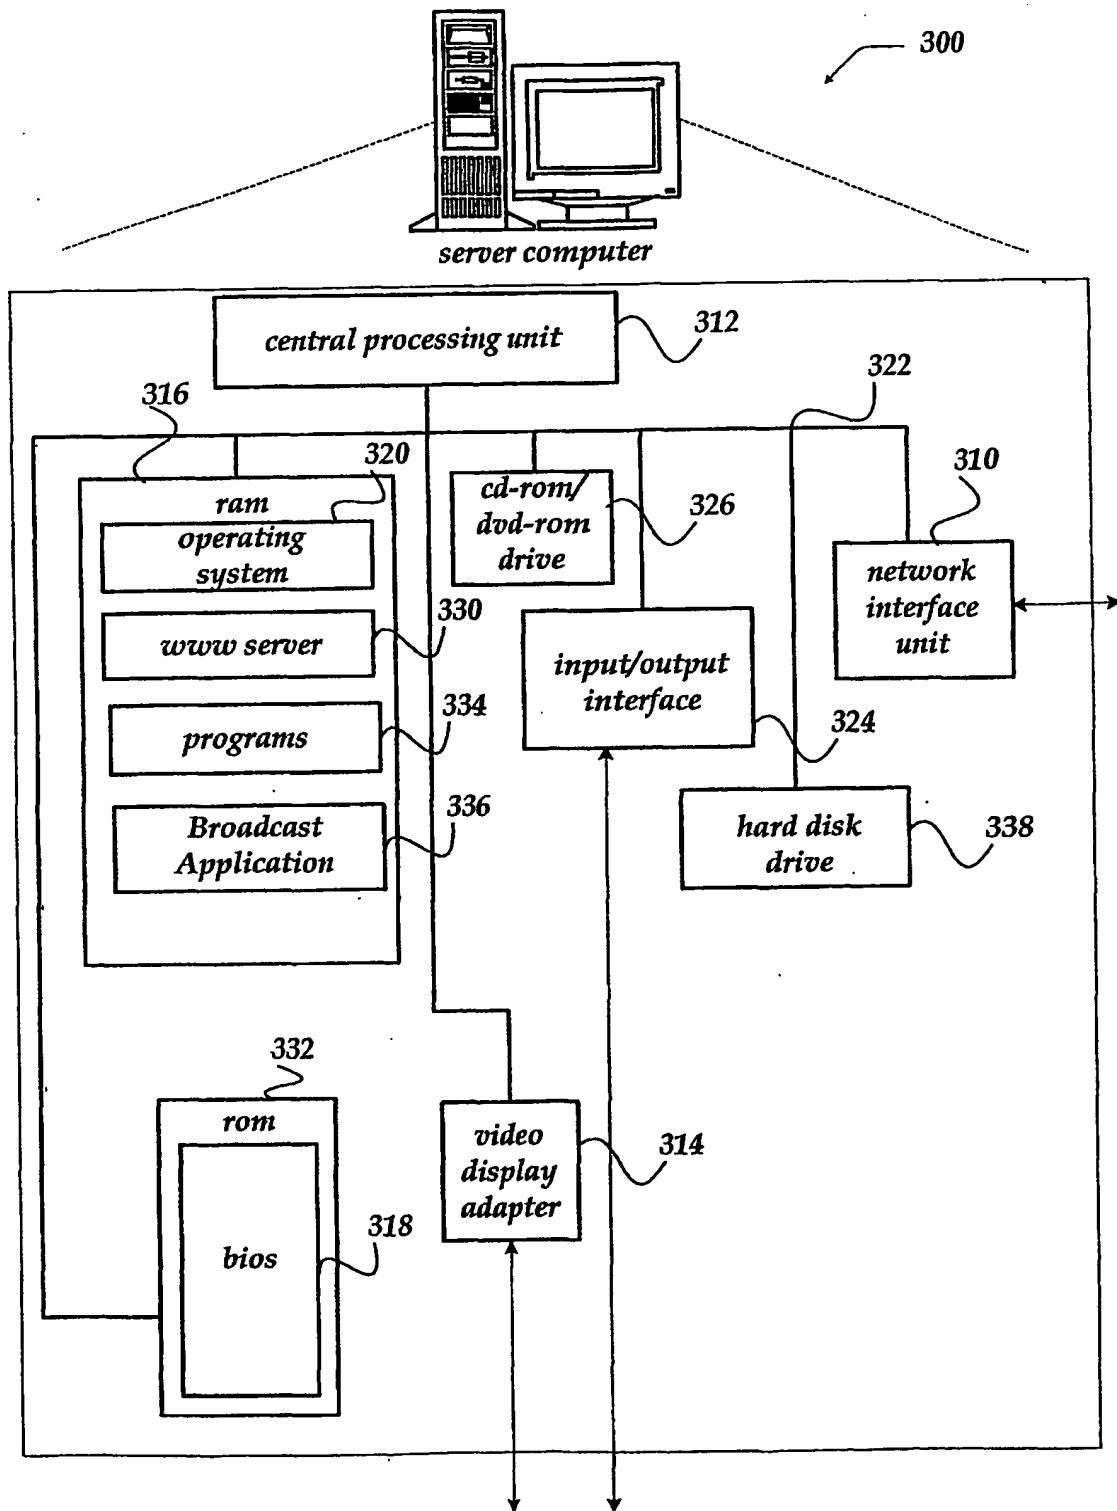 300
server computer
central processing unit
312
322
316
320
310
ram
operating
system
cd-rom/
dvd-rom
drive
326
network
interface
unit
330
www server
input/output
interface
334
324
programs
336
Broadcast
Application
hard disk
drive
338
332
rom
video
display
adapter
314
318
bios